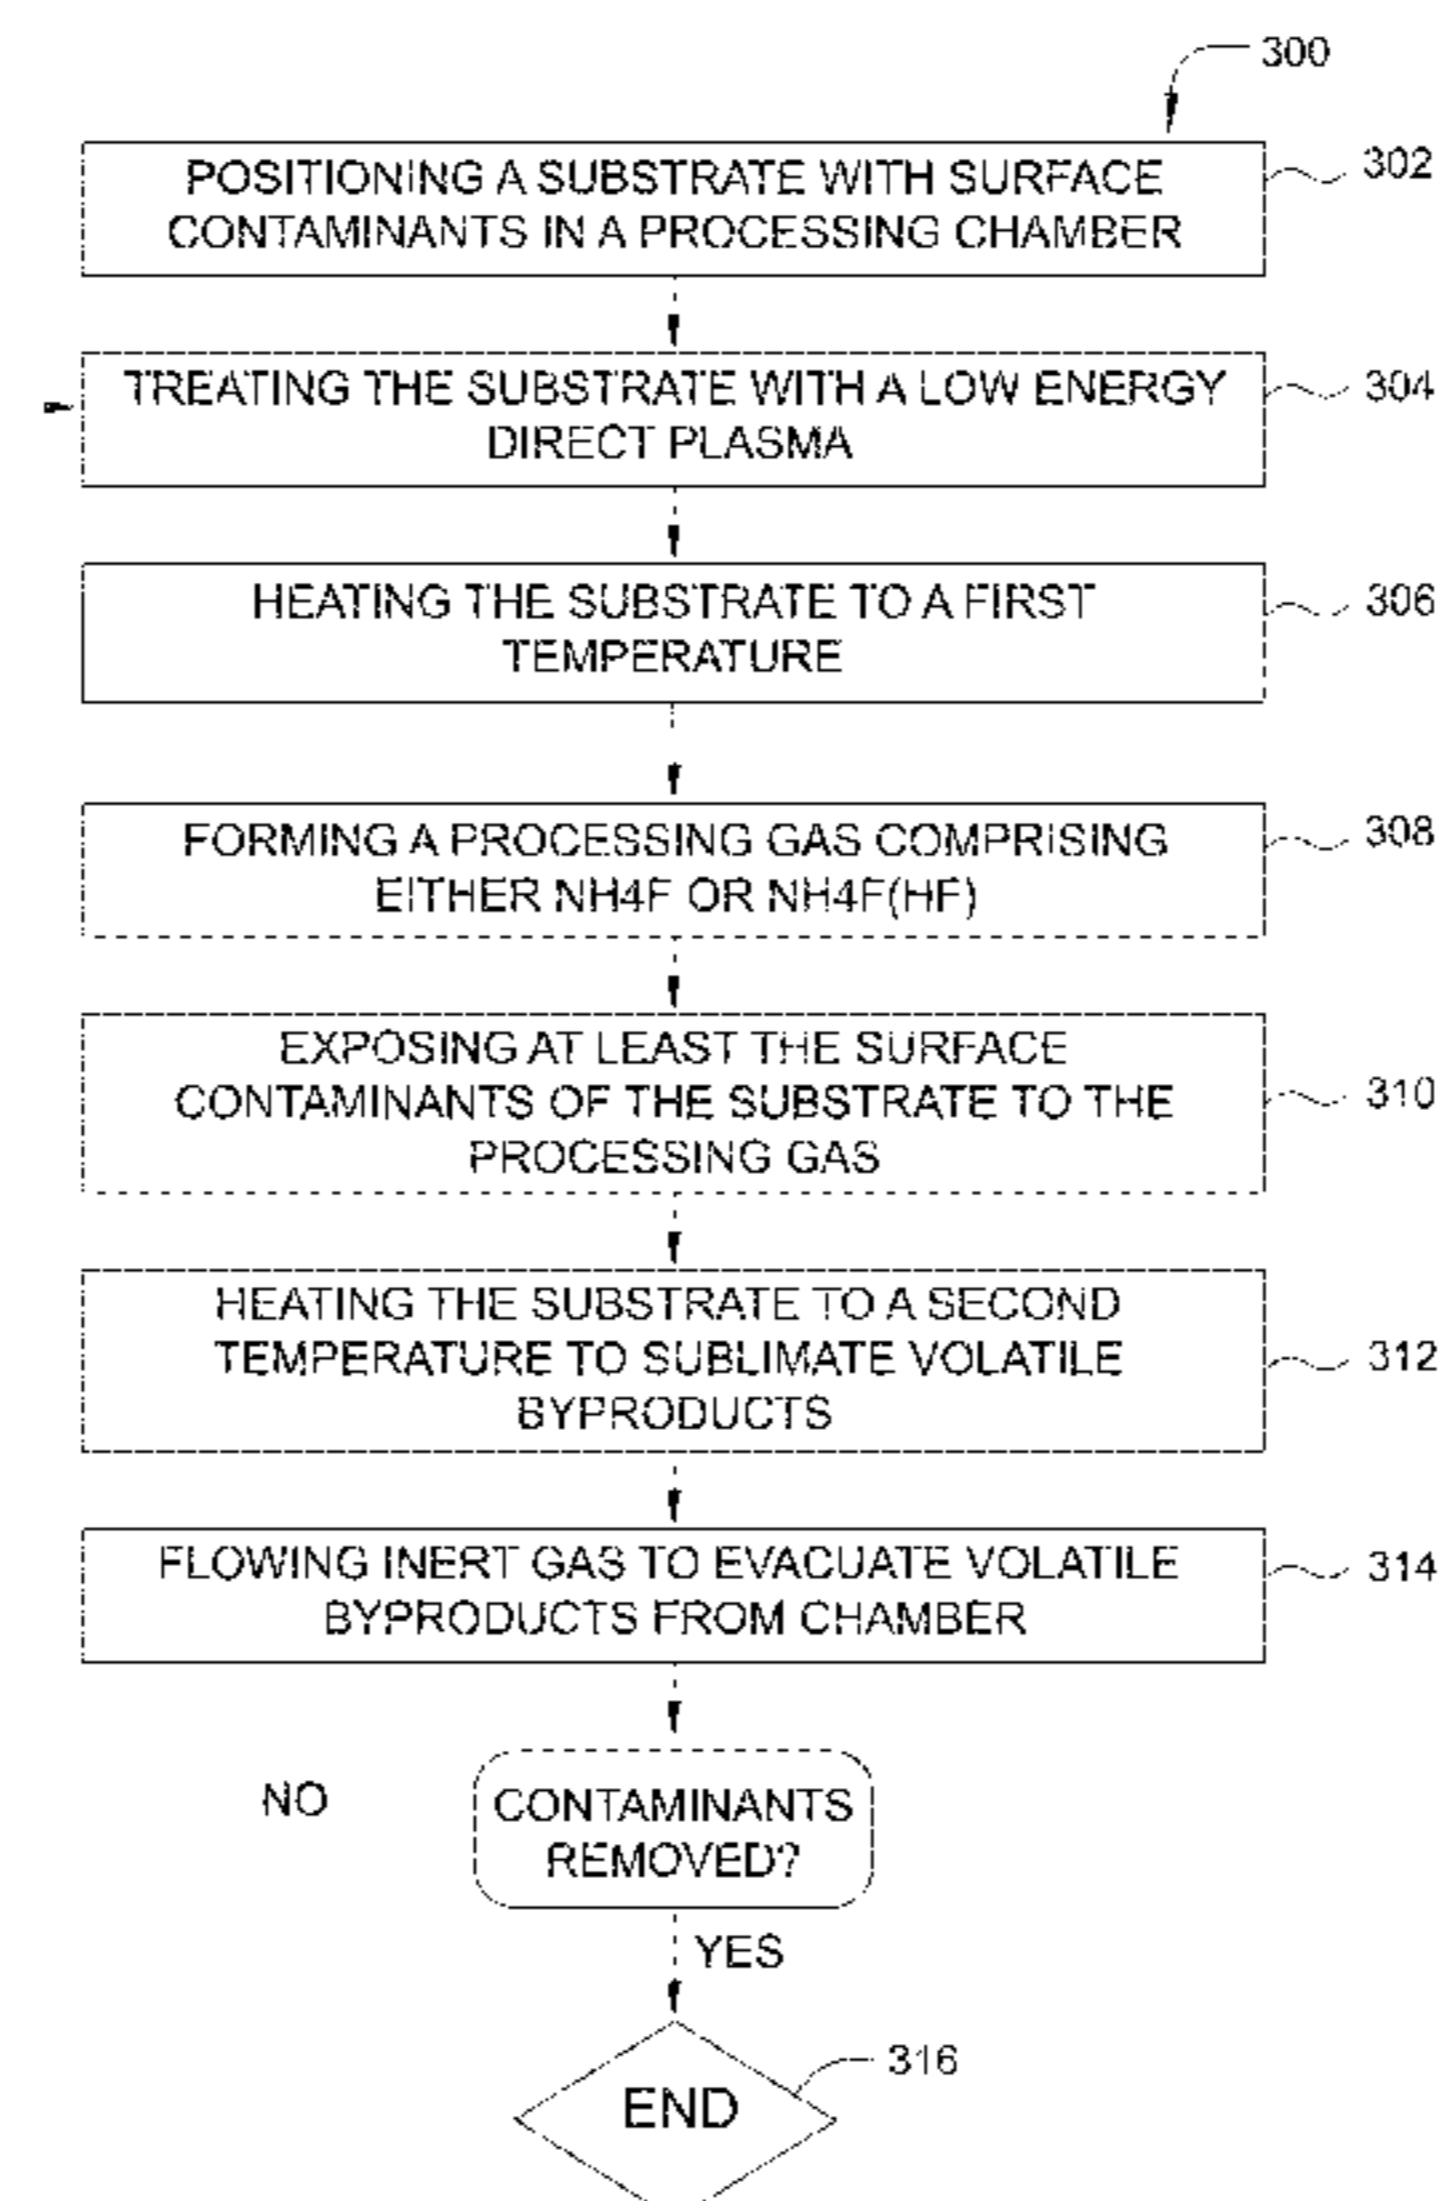 300
POSITIONING A SUBSTRATE WITH SURFACE
CONTAMINANTS IN A PROCESSING CHAMBER
302
TREATING THE SUBSTRATE WITH A LOW ENERGY
DIRECT PLASMA
304
HEATING THE SUBSTRATE TO A FIRST
TEMPERATURE
306
FORMING A PROCESSING GAS COMPRISING
EITHER NH4F OR NH4F(HF)
308
EXPOSING AT LEAST THE SURFACE
CONTAMINANTS OF THE SUBSTRATE TO THE
PROCESSING GAS
310
HEATING THE SUBSTRATE TO A SECOND
TEMPERATURE TO SUBLIMATE VOLATILE
BYPRODUCTS
312
FLOWING INERT GAS TO EVACUATE VOLATILE
BYPRODUCTS FROM CHAMBER
314
NO
CONTAMINANTS
REMOVED?
YES
END
316